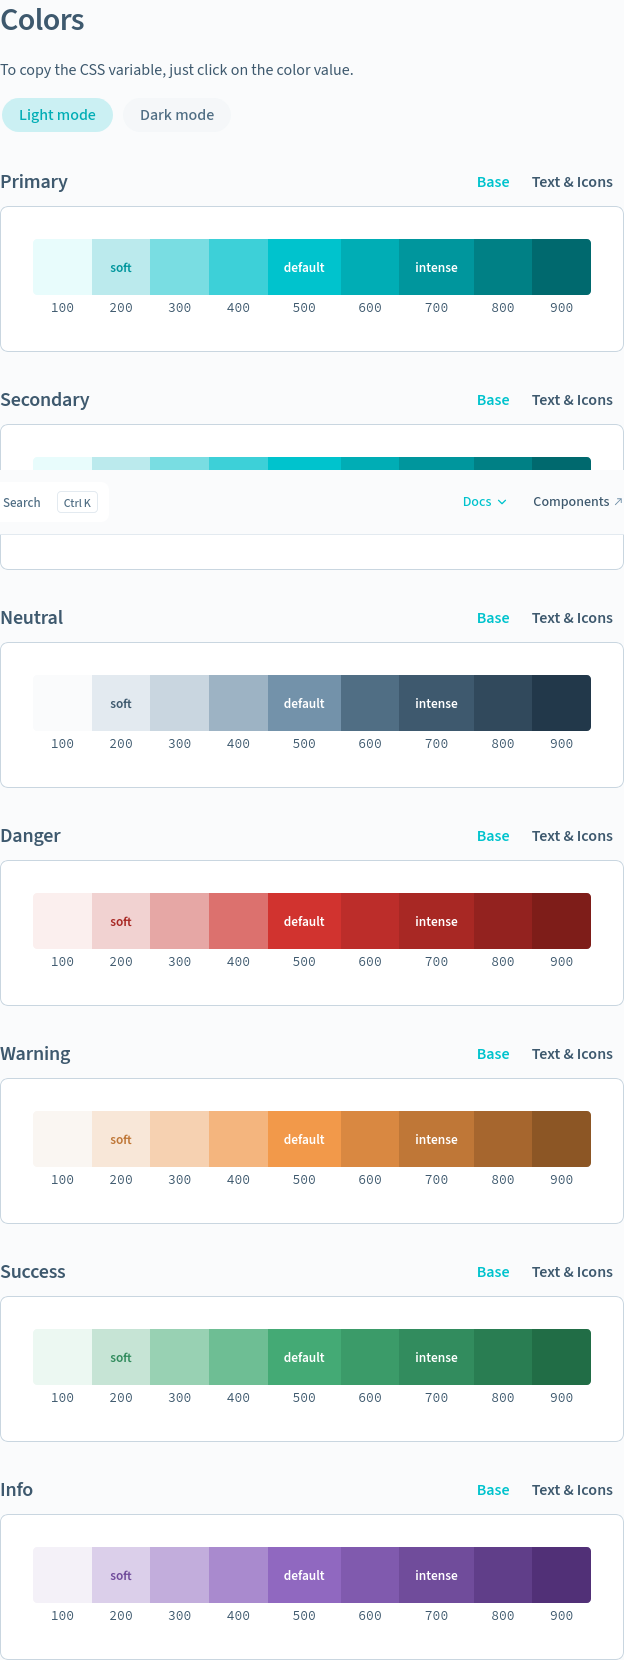 Colors
To copy the CSS variable, just click on the color value.
Light mode Dark mode
Primary Base Text & Icons
soft default intense
100 200 300 400 500 600 700 800 900
Secondary Base Text & Icons
Search Ctrl K Docs Components
Neutral Base Text & Icons
soft default intense
100 200 300 400 500 600 700 800 900
Danger Base Text & Icons
soft default intense
100 200 300 400 500 600 700 800 900
Warning Base Text & Icons
soft default intense
100 200 300 400 500 600 700 800 900
Success Base Text & Icons
soft default intense
100 200 300 400 500 600 700 800 900
Info Base Text & Icons
soft default intense
100 200 300 400 500 600 700 800 900